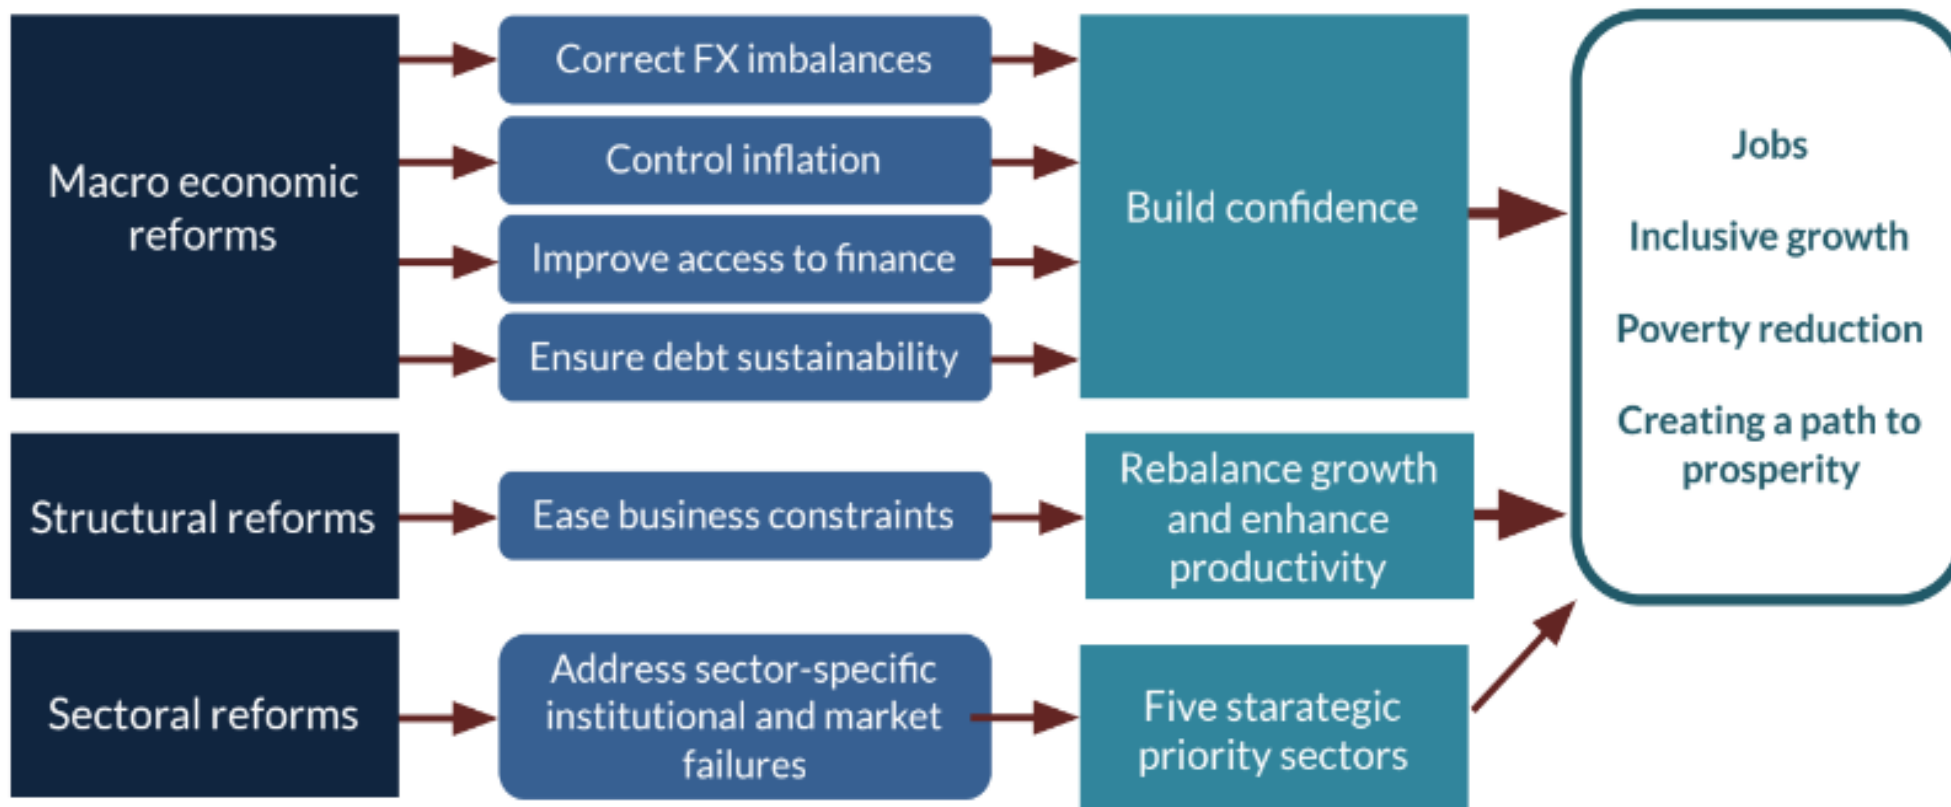 Macro economic
reforms
Correct FX imbalances
Control inflation
Improve access to finance
Ensure debt sustainability
Build confidence
Structural reforms
Ease business constraints
Rebalance growth
and enhance
productivity
Sectoral reforms
Address sector-specific
institutional and market
failures
Five starategic
priority sectors
Jobs
Inclusive growth
Poverty reduction
Creating a path to
prosperity